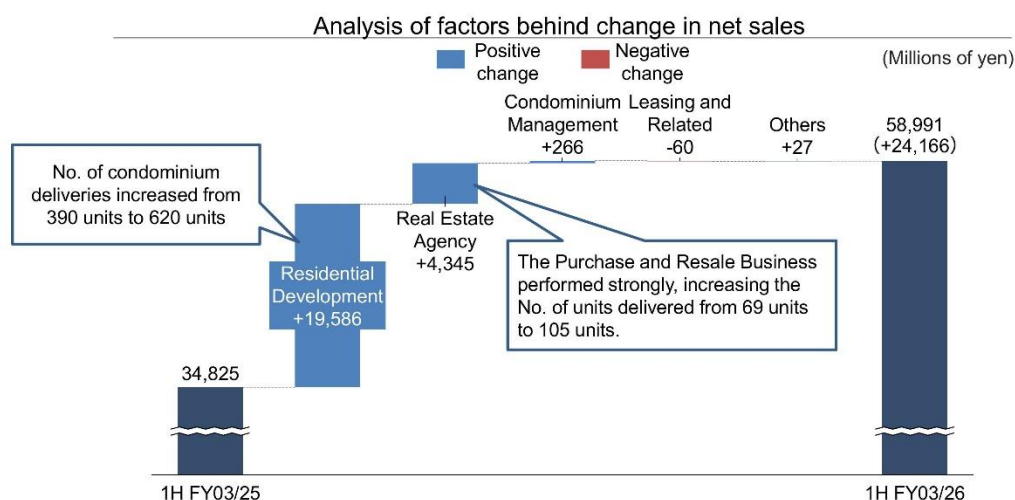 Analysis of factors behind change in net sales
Positive
change
Negative
change
(Millions of yen)
No. of condominium
deliveries increased from
390 units to 620 units
Condominium
Management
+266
Leasing and
Related
-60
Others
+27
58,991
(+24,166)
Real Estate
Agency
+4,345
The Purchase and Resale Business
performed strongly, increasing the
No. of units delivered from 69 units
to 105 units.
Residential
Development
+19,586
34,825
1H FY03/25
1H FY03/26